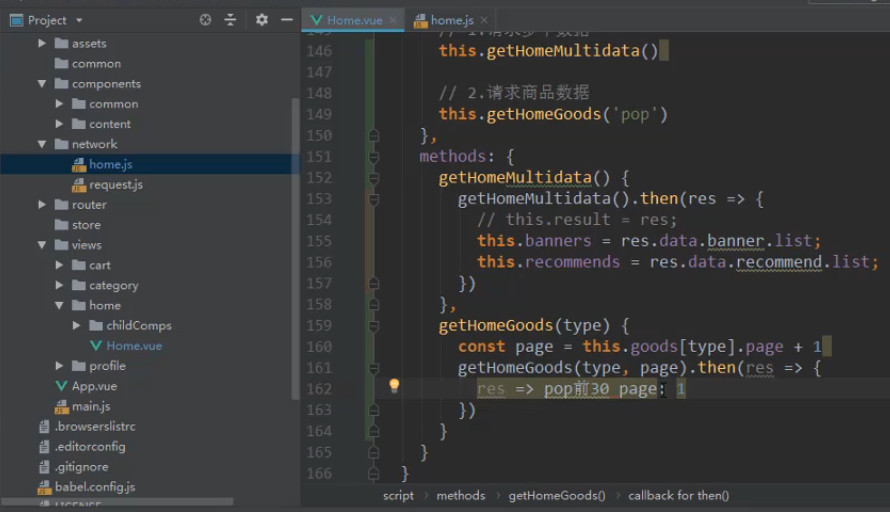 Project
Home.vue
home.js
assets
common
components
common
content
network
home.js
request.js
router
store
views
cart
category
home
childComps
Home.vue
profile
App.vue
main.js
.browserslistrc
.editorconfig
.gitignore
babel.config.js
146 this.getHomeMultidata()
147
148 // 2.请求商品数据
149 this.getHomeGoods('pop')
150 },
151 methods: {
152 getHomeMultidata() {
153 getHomeMultidata().then(res => {
154 // this.result = res;
155 this.banners = res.data.banner.list;
156 this.recommends = res.data.recommend.list;
157 })
158 },
159 getHomeGoods(type) {
160 const page = this.goods[type].page + 1
161 getHomeGoods(type, page).then(res => {
162 res => pop前30 page: 1
163 })
164 }
165 }
166 }
script methods getHomeGoods() callback for then()